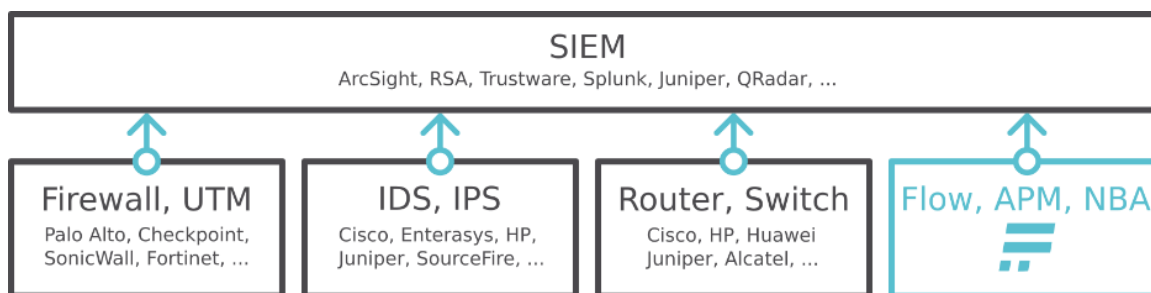 SIEM
ArcSight, RSA, Trustware, Splunk, Juniper, QRadar, ...
Firewall, UTM
Palo Alto, Checkpoint,
SonicWall, Fortinet, ...
IDS, IPS
Cisco, Enterasys, HP,
Juniper, SourceFire, ...
Router, Switch
Cisco, HP, Huawei
Juniper, Alcatel, ...
Flow, APM, NBA